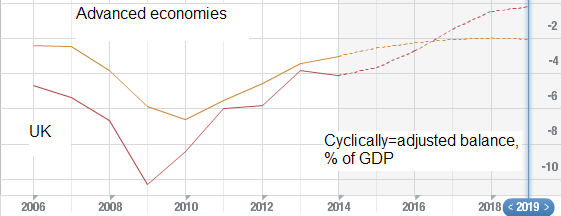 Advanced economies
-2
-4
-6
UK
-8
Cyclically=adjusted balance,
% of GDP
-10
2006
2008
2010
2012
2014
2016
2018
< 2019 >